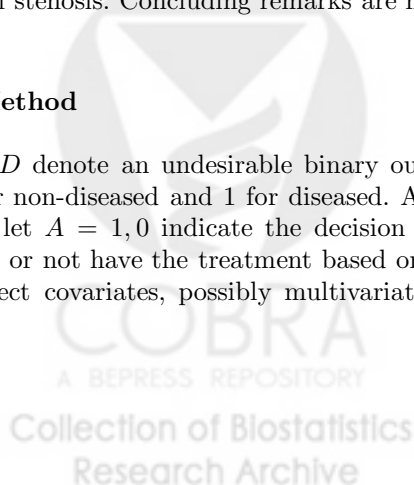 stenosis. Concluding remarks are
ethod
D denote an undesirable binary ou
r non-diseased and 1 for diseased. A
let A = 1, 0 indicate the decision
or not have the treatment based or
ect covariates, possibly multivariat
COBRA
A BEPRESS REPOSITORY
Collection of Biostatistics
Research Archive